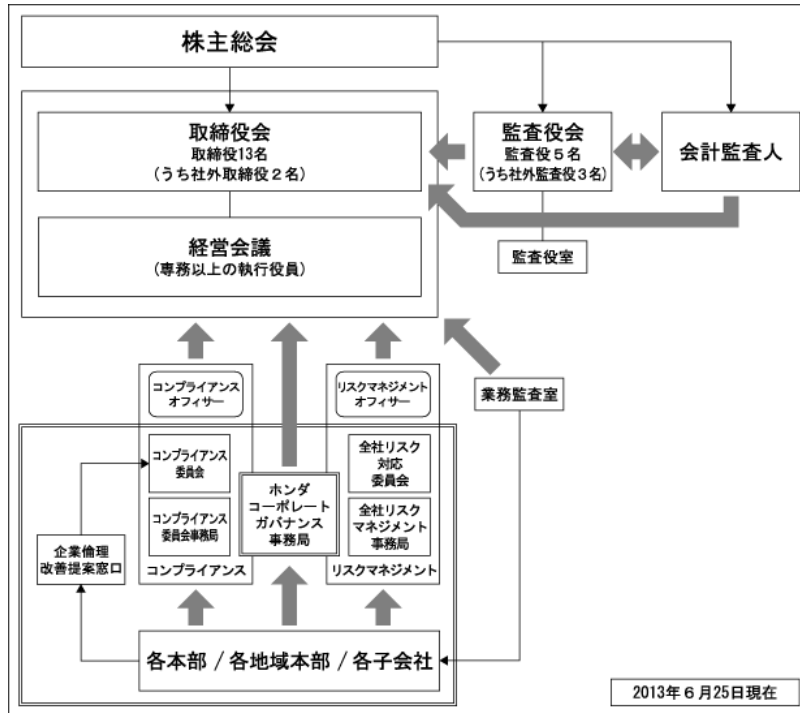 株主総会
取締役会
取締役13名
(うち社外取締役2名)
監査役会
監査役5名
(うち社外監査役3名)
会計監査人
経営会議
(専務以上の執行役員)
監査役室
コンプライアンス
オフィサー
リスクマネジメント
オフィサー
業務監査室
コンプライアンス
委員会
全社リスク
対応
委員会
ホンダ
コーポレート
ガバナンス
事務局
コンプライアンス
委員会事務局
全社リスク
マネジメント
事務局
企業倫理
改善提案窓口
コンプライアンス
リスクマネジメント
各本部 / 各地域本部 / 各子会社
2013年6月25日現在